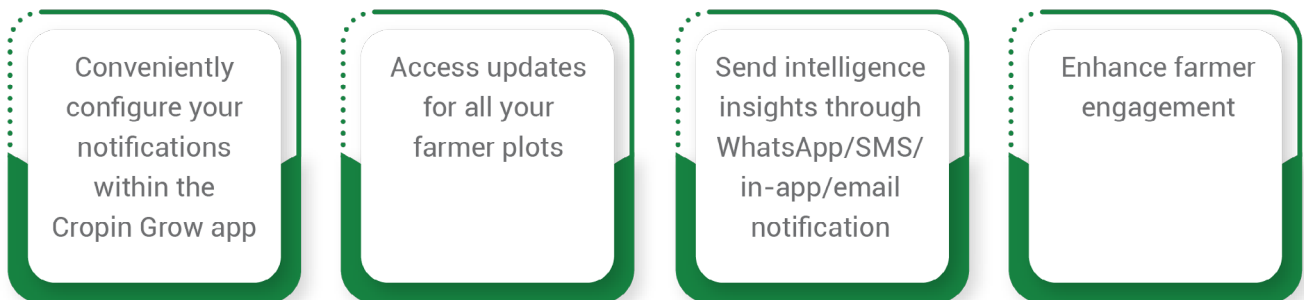 Conveniently
configure your
notifications
within the
Cropin Grow app
Access updates
for all your
farmer plots
Send intelligence
insights through
WhatsApp/SMS/
in-app/email
notification
Enhance farmer
engagement